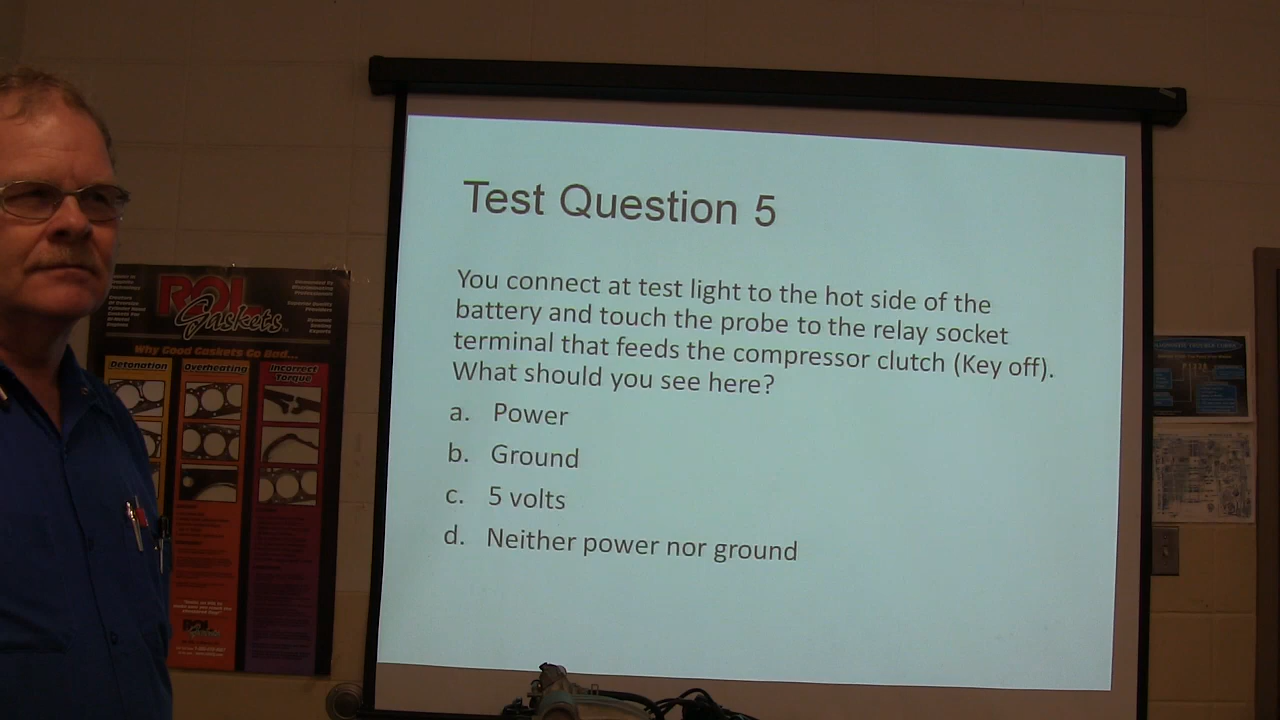 Test Question 5
You connect at test light to the hot side of the
battery and touch the probe to the relay socket
terminal that feeds the compressor clutch (Key off).
What should you see here?
a. Power
b. Ground
c. 5 volts
d. Neither power nor ground
ROL
Gaskets
Why Good Gaskets Go Bad...
Detonation
Overheating
Incorrect
Torque
ROL
Gaskets